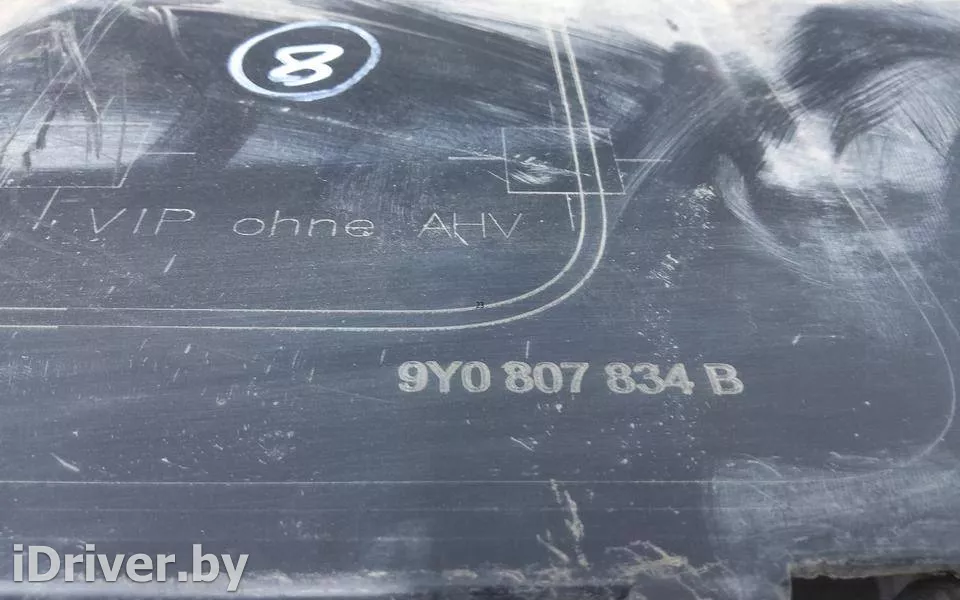 8
VIP ohne AHV
9Y0 807 834 B
iDriver.by